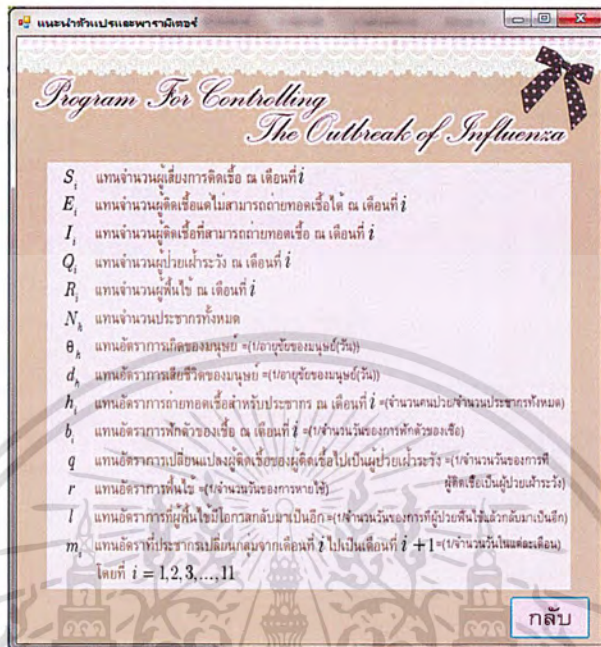 แนะนำตัวแปรและพารามิเตอร์
Program For Controlling
The Outbreak of Influenza
S_i แทนจำนวนผู้เสี่ยงการติดเชื้อ ณ เดือนที่ i
E_i แทนจำนวนผู้ติดเชื้อแต่ไม่สามารถถ่ายทอดเชื้อได้ ณ เดือนที่ i
I_i แทนจำนวนผู้ติดเชื้อที่สามารถถ่ายทอดเชื้อ ณ เดือนที่ i
Q_i แทนจำนวนผู้ป่วยเฝ้าระวัง ณ เดือนที่ i
R_i แทนจำนวนผู้ฟื้นไข้ ณ เดือนที่ i
N_h แทนจำนวนประชากรทั้งหมด
θ_h แทนอัตราการเกิดของมนุษย์ =(1/อายุขัยของมนุษย์(วัน))
d_h แทนอัตราการเสียชีวิตของมนุษย์ =(1/อายุขัยของมนุษย์(วัน))
h_i แทนอัตราการถ่ายทอดเชื้อสำหรับประชากร ณ เดือนที่ i =(จำนวนคนป่วย/จำนวนประชากรทั้งหมด)
b_i แทนอัตราการฟักตัวของเชื้อ ณ เดือนที่ i =(1/จำนวนวันของการฟักตัวของเชื้อ)
q แทนอัตราการเปลี่ยนแปลงผู้ติดเชื้อของผู้ติดเชื้อไปเป็นผู้ป่วยเฝ้าระวัง =(1/จำนวนวันของการที่
ผู้ติดเชื้อเป็นผู้ป่วยเฝ้าระวัง)
r แทนอัตราการฟื้นไข้ =(1/จำนวนวันของการหายไข้)
l แทนอัตราการที่ผู้ฟื้นไข้มีโอกาสกลับมาเป็นอีก =(1/จำนวนวันของการที่ผู้ป่วยฟื้นไข้แล้วกลับมาเป็นอีก)
m_i แทนอัตราที่ประชากรเปลี่ยนกลุ่มจากเดือนที่ i ไปเป็นเดือนที่ i + 1 =(1/จำนวนวันในแต่ละเดือน)
โดยที่ i = 1,2,3,...,11
กลับ